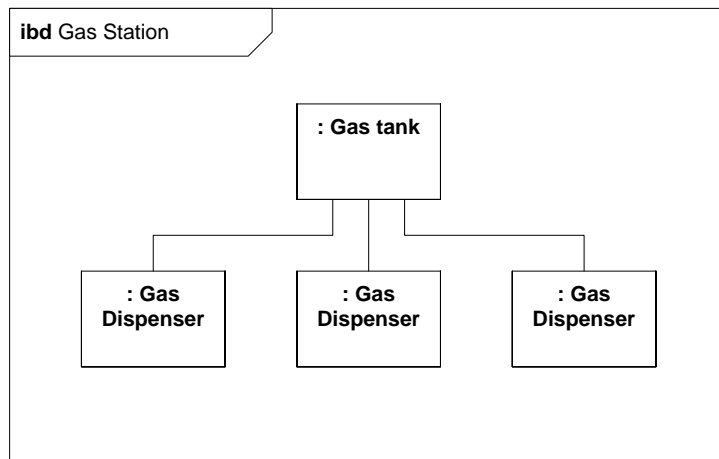 ibd Gas Station
: Gas tank
: Gas
Dispenser
: Gas
Dispenser
: Gas
Dispenser